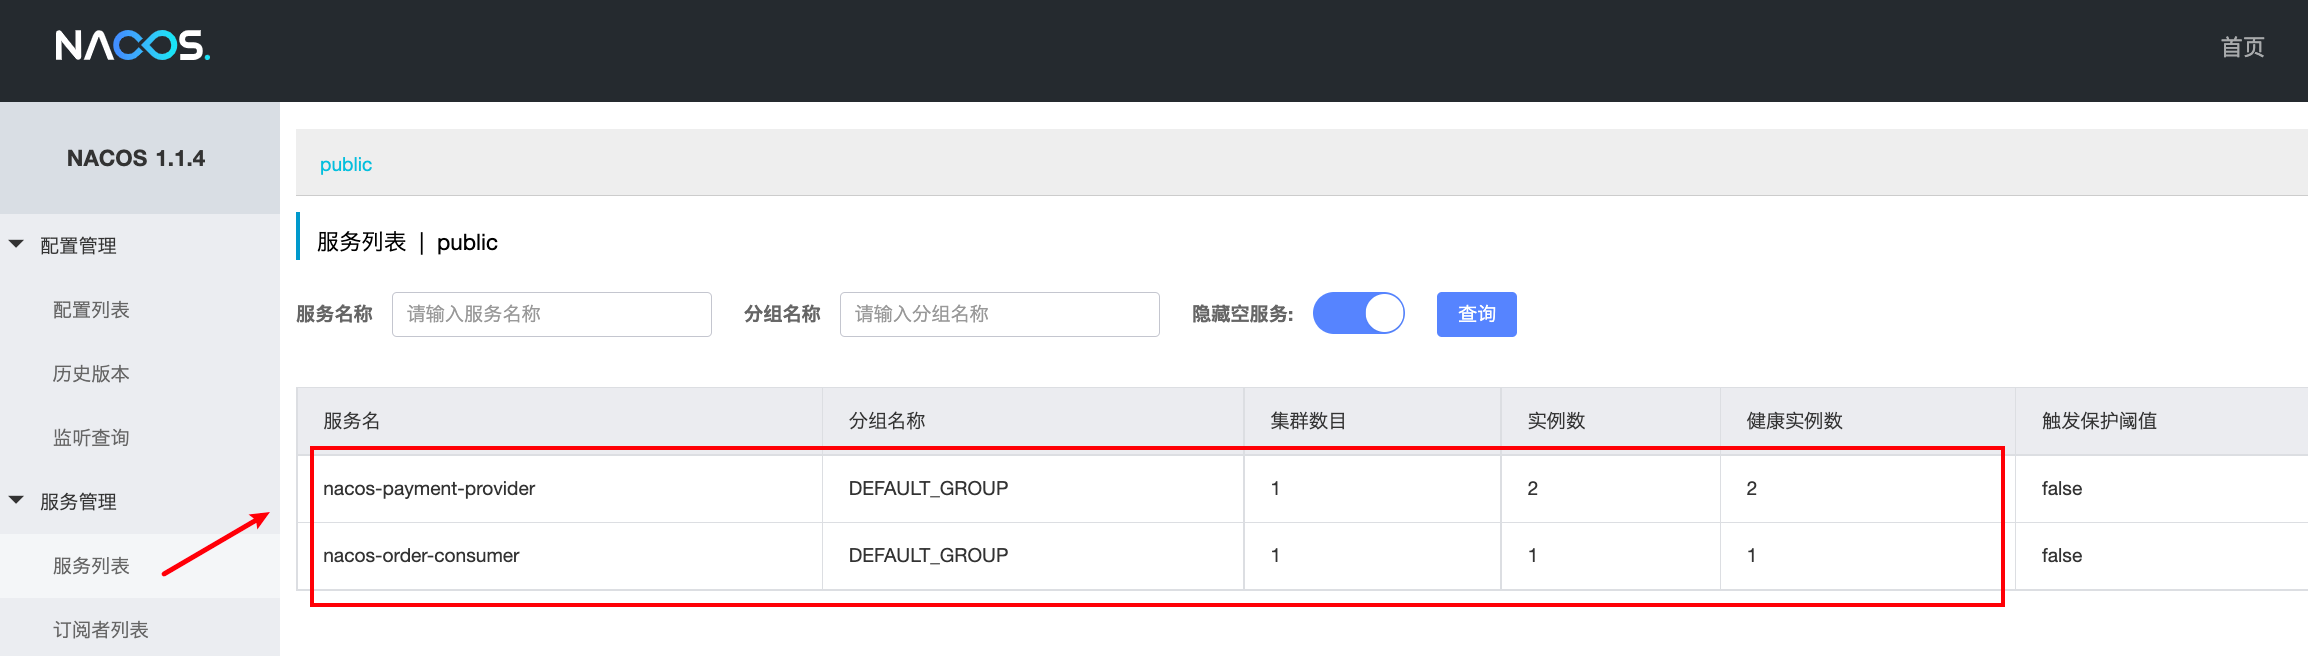 NACOS.
首页
NACOS 1.1.4
配置管理
配置列表
历史版本
监听查询
服务管理
服务列表
订阅者列表
public
服务列表 | public
服务名称 请输入服务名称 分组名称 请输入分组名称 隐藏空服务: 查询
服务名 分组名称 集群数目 实例数 健康实例数 触发保护阈值
nacos-payment-provider DEFAULT_GROUP 1 2 2 false
nacos-order-consumer DEFAULT_GROUP 1 1 1 false